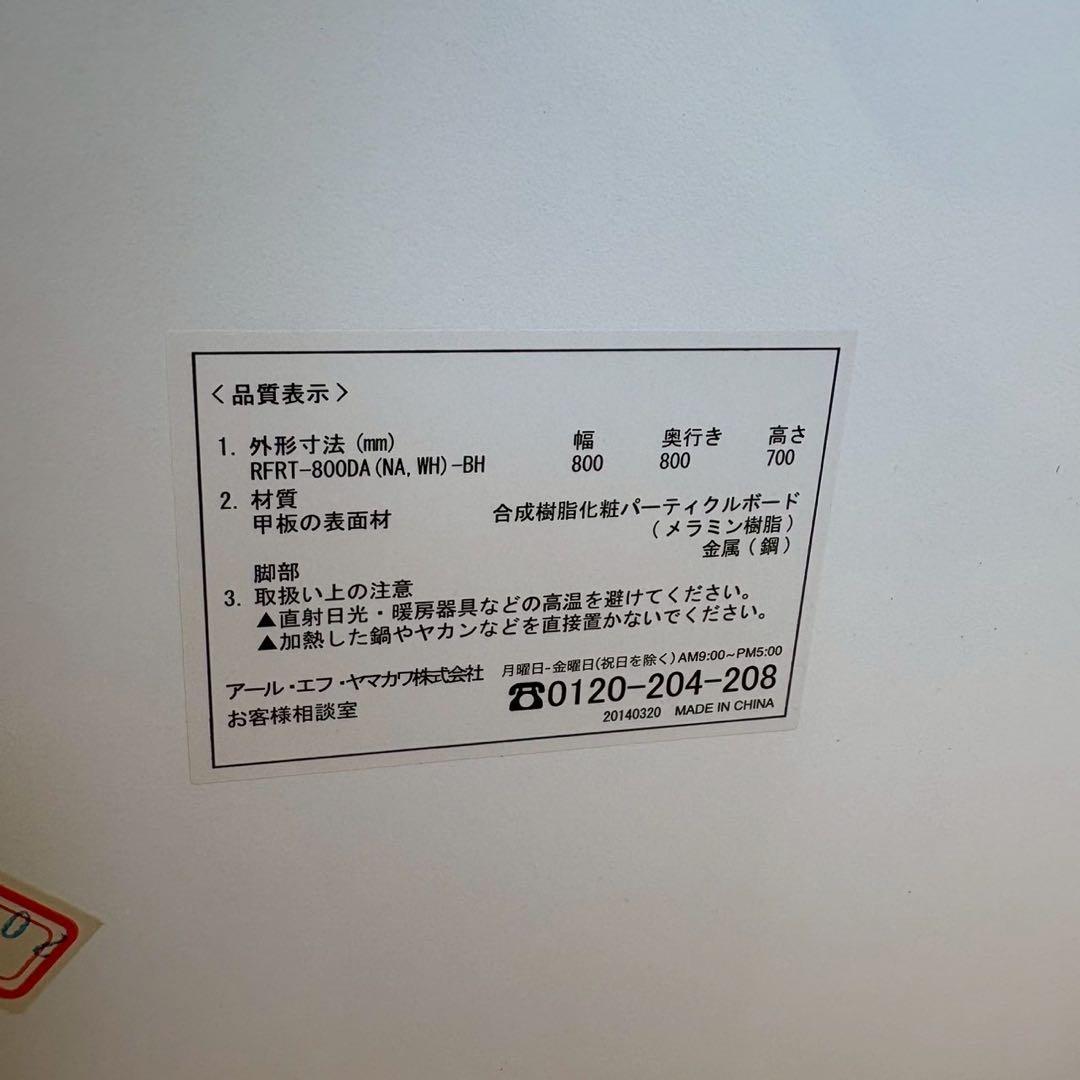 〈品質表示〉
1. 外形寸法(mm) 幅 奥行き 高さ
RFRT-800DA(NA,WH)-BH 800 800 700
2. 材質
甲板の表面材 合成樹脂化粧パーティクルボード
(メラミン樹脂)
脚部 金属(鋼)
3. 取扱い上の注意
▲直射日光・暖房器具などの高温を避けてください。
▲加熱した鍋やヤカンなどを直接置かないでください。
アール・エフ・ヤマカワ株式会社 月曜日-金曜日(祝日を除く)AM9:00~PM5:00
お客様相談室 ☎0120-204-208
20140320 MADE IN CHINA